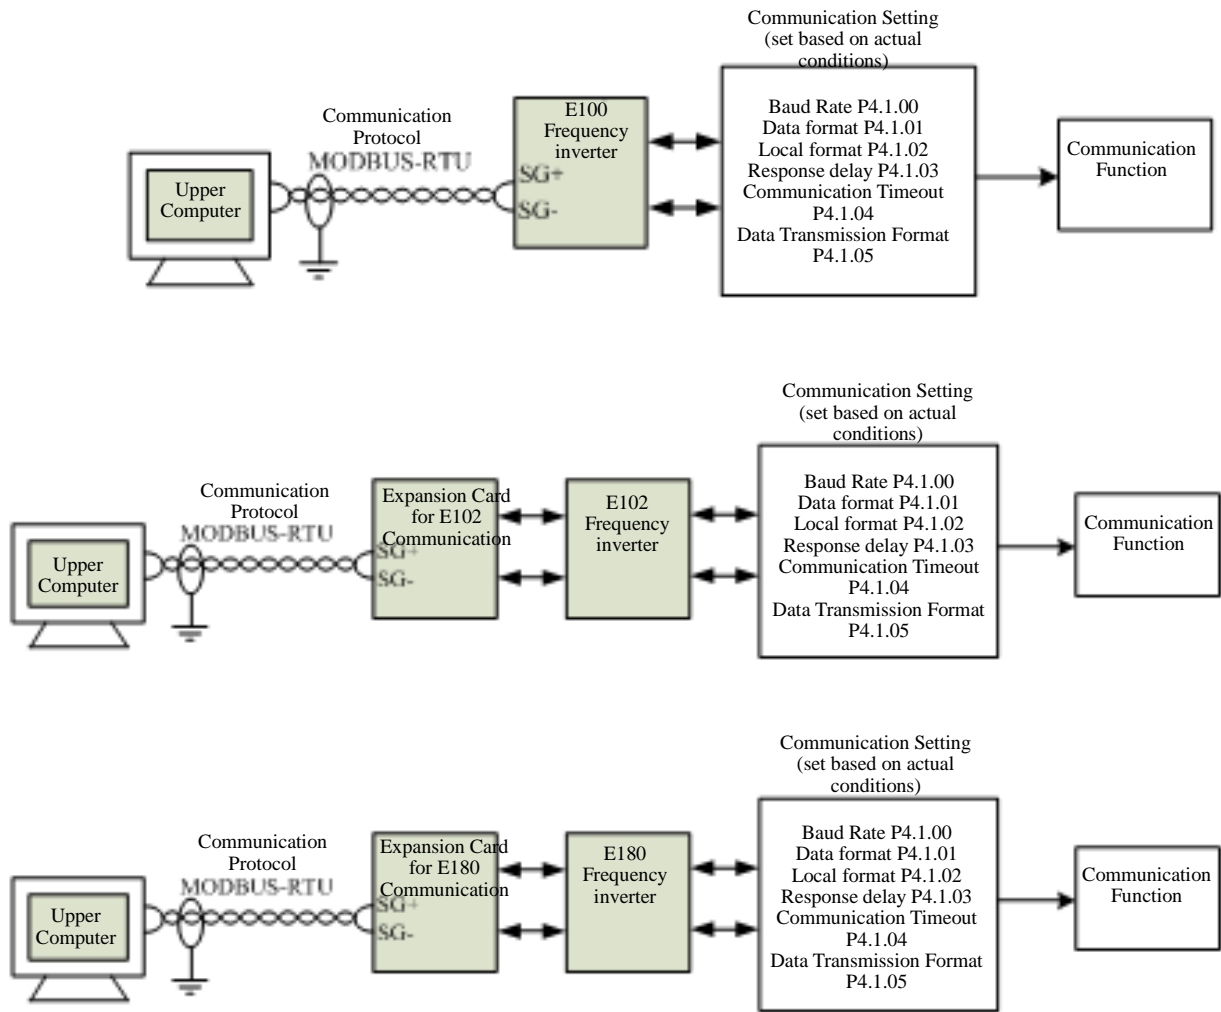 Communication Setting
(set based on actual
conditions)
Communication
Protocol
MODBUS-RTU
Upper
Computer
E100
Frequency
inverter
SG+
SG-
Baud Rate P4.1.00
Data format P4.1.01
Local format P4.1.02
Response delay P4.1.03
Communication Timeout
P4.1.04
Data Transmission Format
P4.1.05
Communication
Function
Communication Setting
(set based on actual
conditions)
Communication
Protocol
MODBUS-RTU
Upper
Computer
Expansion Card
for E102
Communication
SG+
SG-
E102
Frequency
inverter
Baud Rate P4.1.00
Data format P4.1.01
Local format P4.1.02
Response delay P4.1.03
Communication Timeout
P4.1.04
Data Transmission Format
P4.1.05
Communication
Function
Communication Setting
(set based on actual
conditions)
Communication
Protocol
MODBUS-RTU
Upper
Computer
Expansion Card
for E180
Communication
SG+
SG-
E180
Frequency
inverter
Baud Rate P4.1.00
Data format P4.1.01
Local format P4.1.02
Response delay P4.1.03
Communication Timeout
P4.1.04
Data Transmission Format
P4.1.05
Communication
Function